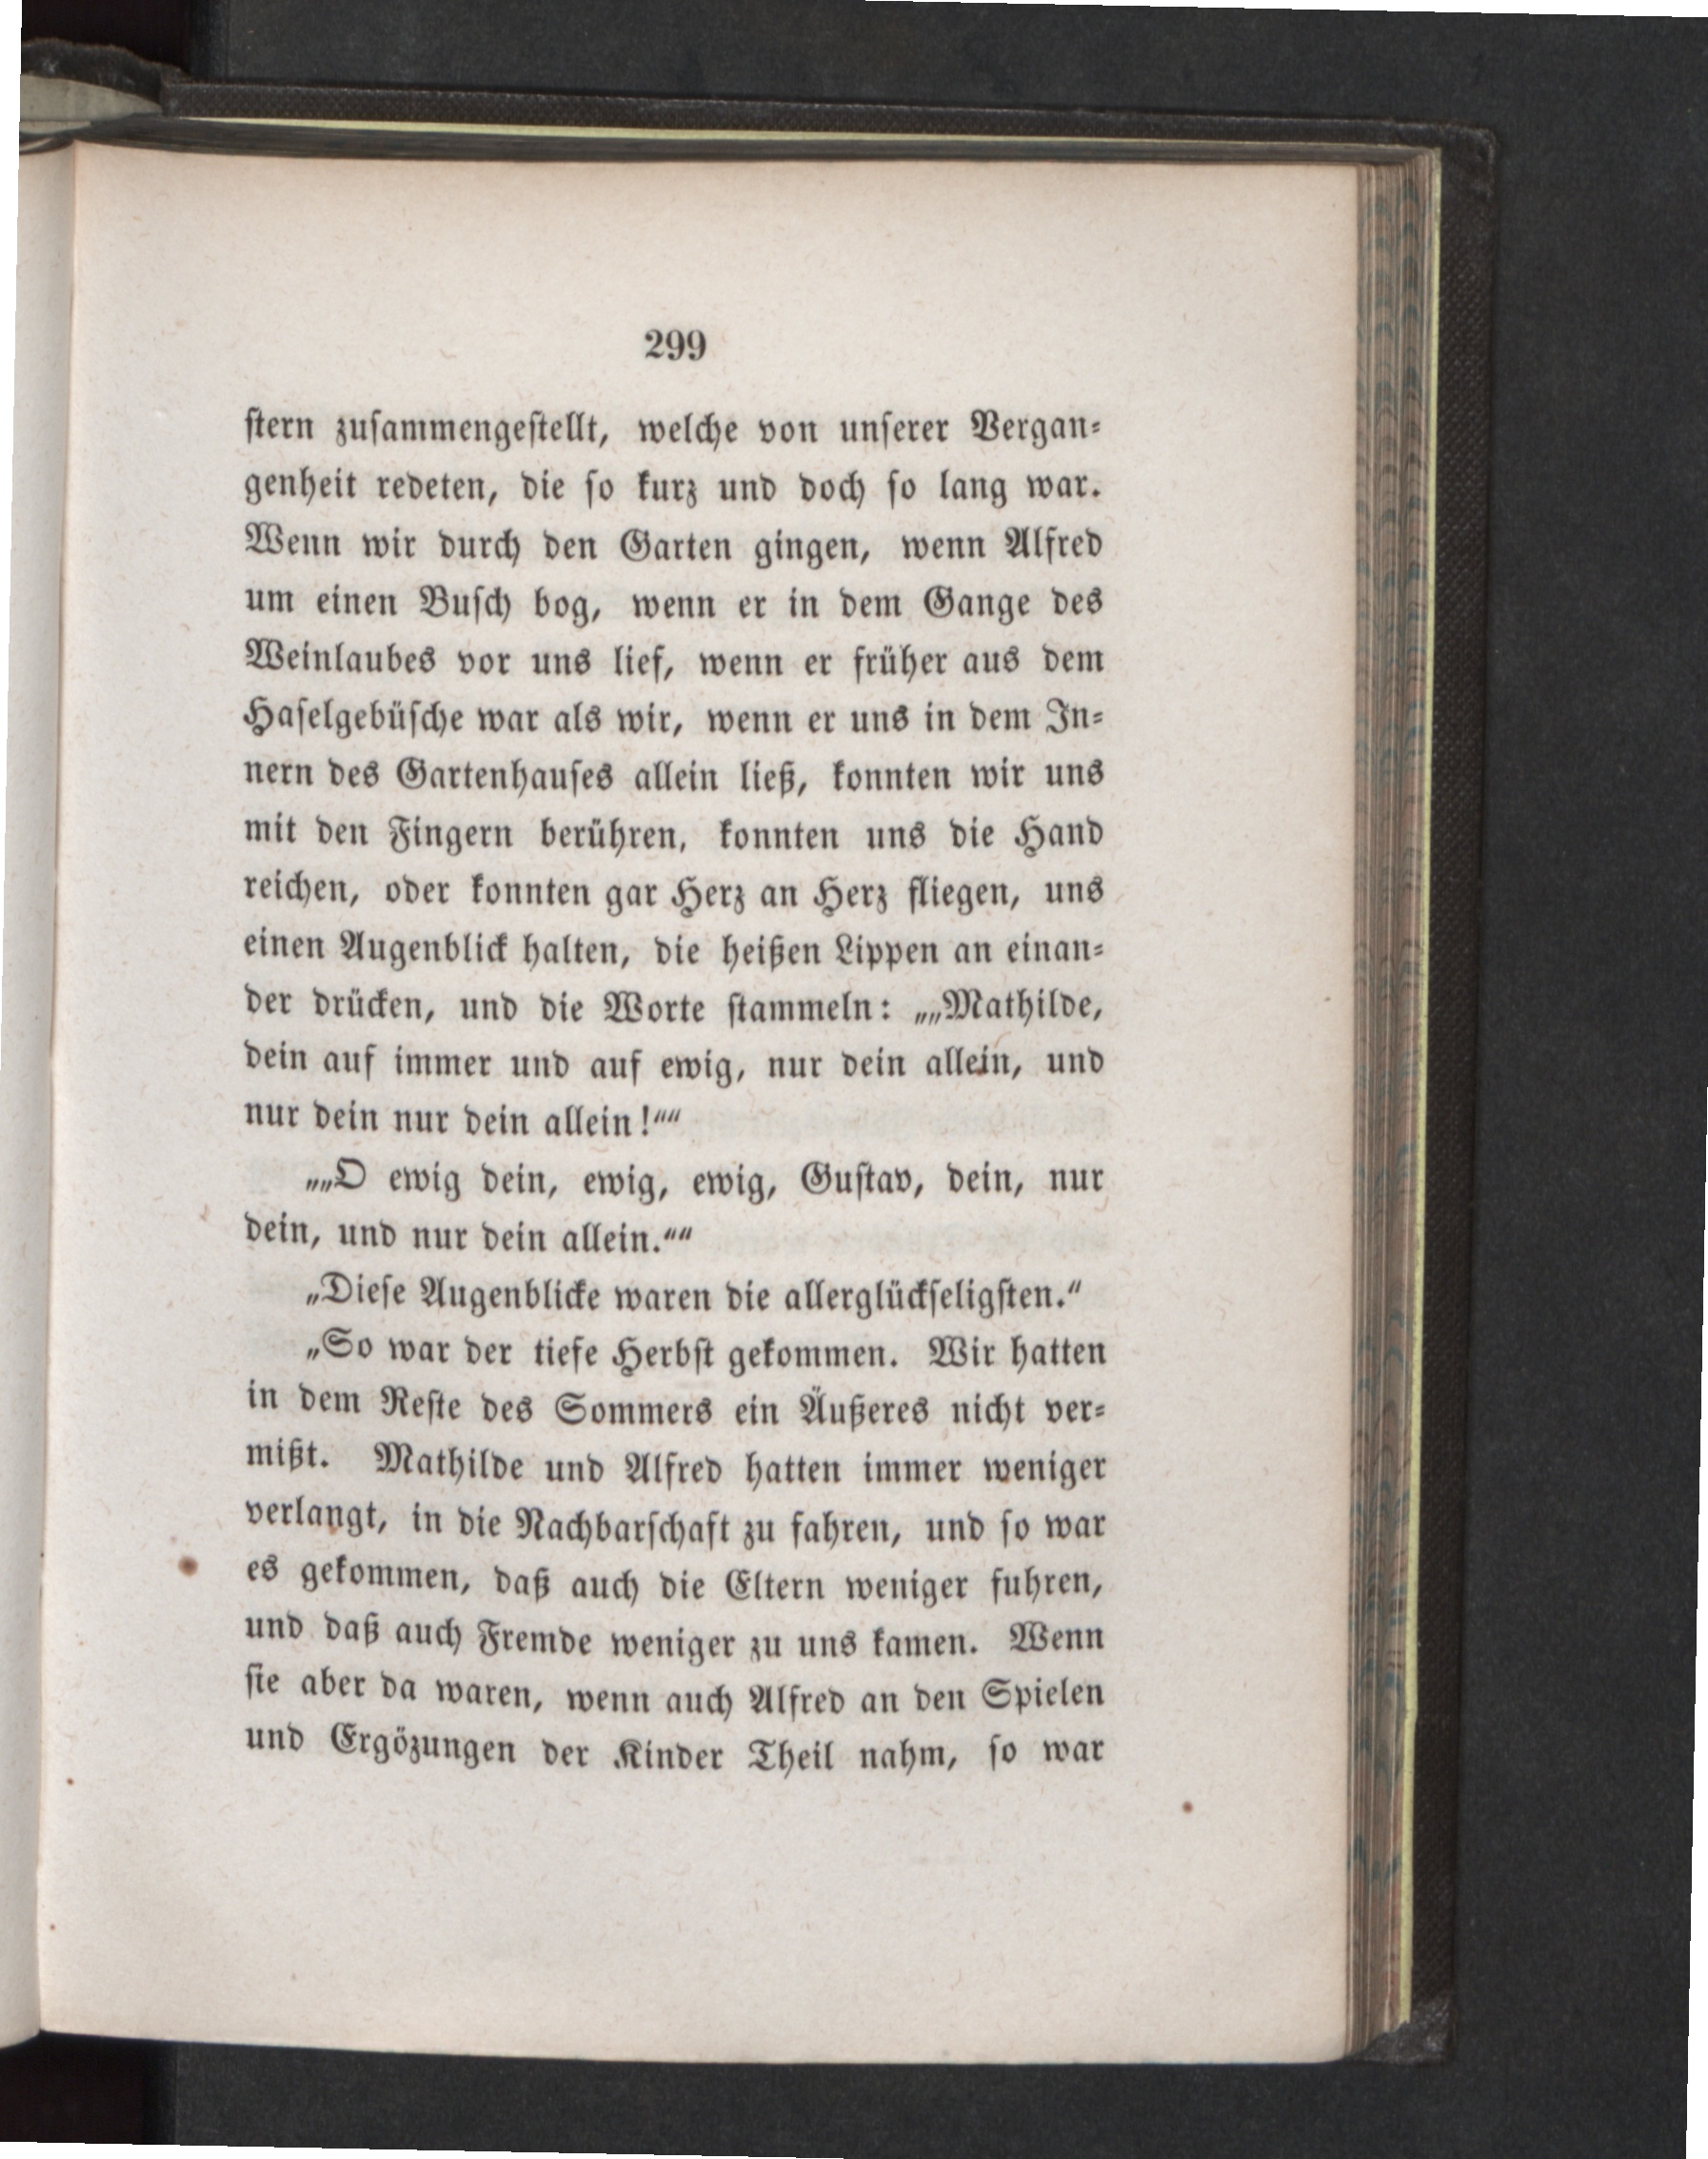 299
stern zusammengestellt, welche von unserer Vergan-
genheit redeten, die so kurz und doch so lang war.
Wenn wir durch den Garten gingen, wenn Alfred
um einen Busch bog, wenn er in dem Gange des
Weinlaubes vor uns lief, wenn er früher aus dem
Haselgebüsche war als wir, wenn er uns in dem In-
nern des Gartenhauses allein ließ, konnten wir uns
mit den Fingern berühren, konnten uns die Hand
reichen, oder konnten gar Herz an Herz fliegen, uns
einen Augenblick halten, die heißen Lippen an einan-
der drücken, und die Worte stammeln: „„Mathilde,
dein auf immer und auf ewig, nur dein allein, und
nur dein nur dein allein!““
„„O ewig dein, ewig, ewig, Gustav, dein, nur
dein, und nur dein allein.““
„Diese Augenblicke waren die allerglückseligsten.“
„So war der tiefe Herbst gekommen. Wir hatten
in dem Reste des Sommers ein Äußeres nicht ver-
mißt. Mathilde und Alfred hatten immer weniger
verlangt, in die Nachbarschaft zu fahren, und so war
es gekommen, daß auch die Eltern weniger fuhren,
und daß auch Fremde weniger zu uns kamen. Wenn
sie aber da waren, wenn auch Alfred an den Spielen
und Ergözungen der Kinder Theil nahm, so war